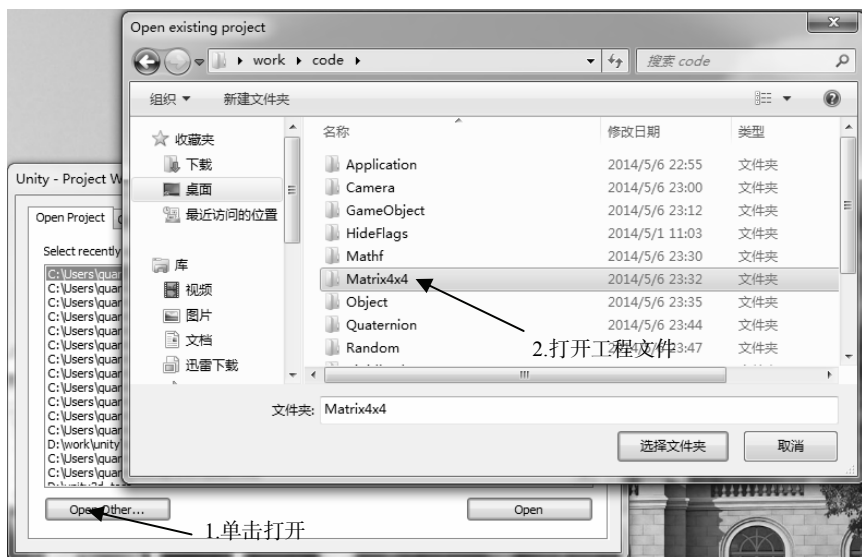 Open existing project
work code
搜索 code
组织 新建文件夹
名称 修改日期 类型
收藏夹
下载
桌面
最近访问的位置
库
视频
图片
文档
迅雷下载
Application 2014/5/6 22:55 文件夹
Camera 2014/5/6 23:00 文件夹
GameObject 2014/5/6 23:12 文件夹
HideFlags 2014/5/1 11:03 文件夹
Mathf 2014/5/6 23:30 文件夹
Matrix4x4 2014/5/6 23:32 文件夹
Object 2014/5/6 23:35 文件夹
Quaternion 2014/5/6 23:44 文件夹
Random 2014/5/6 23:47 文件夹
2.打开工程文件
文件夹: Matrix4x4
选择文件夹 取消
Unity - Project W
Open Project
Select recently
C:\Users\quar
C:\Users\quar
C:\Users\quar
C:\Users\quar
C:\Users\quar
C:\Users\quar
C:\Users\quar
C:\Users\quar
C:\Users\quar
C:\Users\quar
C:\Users\quar
C:\Users\quar
D:\work\unity
C:\Users\quar
C:\Users\quar
Open Other... Open
1.单击打开